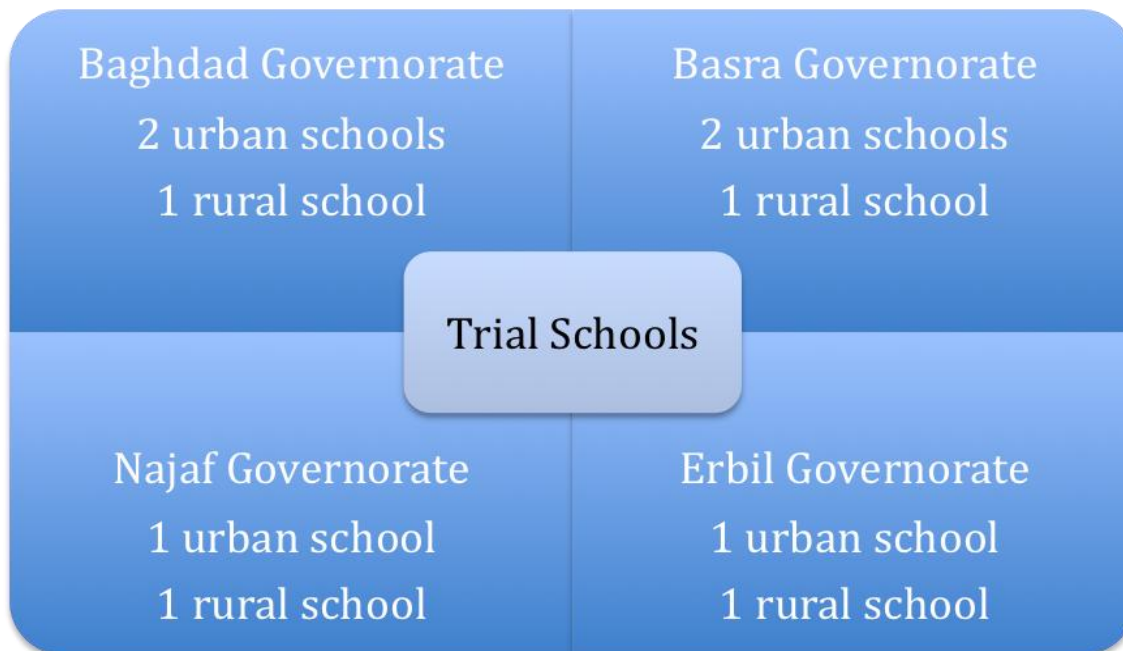 Baghdad Governorate
2 urban schools
1 rural school
Basra Governorate
2 urban schools
1 rural school
Trial Schools
Najaf Governorate
1 urban school
1 rural school
Erbil Governorate
1 urban school
1 rural school